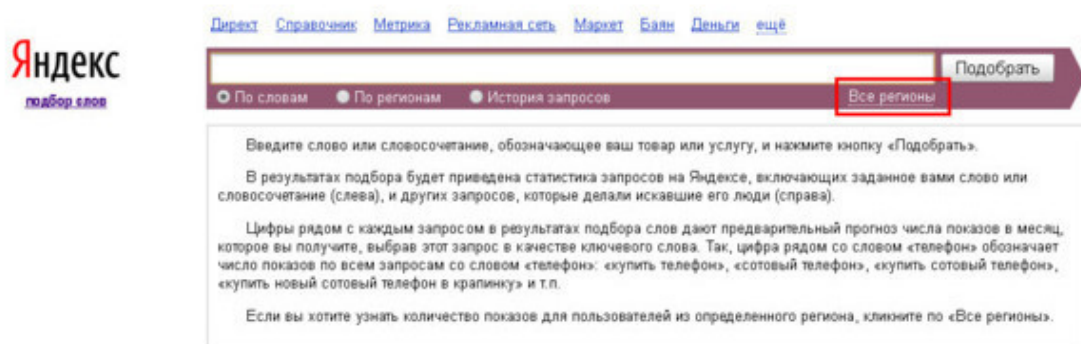 Директ Справочник Метрика Рекламная сеть Маркет Баян Деньги ещё
Яндекс
подбор слов
Подобрать
По словам По регионам История запросов Все регионы
Введите слово или словосочетание, обозначающее ваш товар или услугу, и нажмите кнопку «Подобрать».
В результатах подбора будет приведена статистика запросов на Яндексе, включающих заданное вами слово или
словосочетание (слева), и других запросов, которые делали искавшие его люди (справа).
Цифры рядом с каждым запросом в результатах подбора слов дают предварительный прогноз числа показов в месяц,
которое вы получите, выбрав этот запрос в качестве ключевого слова. Так, цифра рядом со словом «телефон» обозначает
число показов по всем запросам со словом «телефон»: «купить телефон», «сотовый телефон», «купить сотовый телефон»,
«купить новый сотовый телефон в крапинку» и т.п.
Если вы хотите узнать количество показов для пользователей из определенного региона, кликните по «Все регионы».